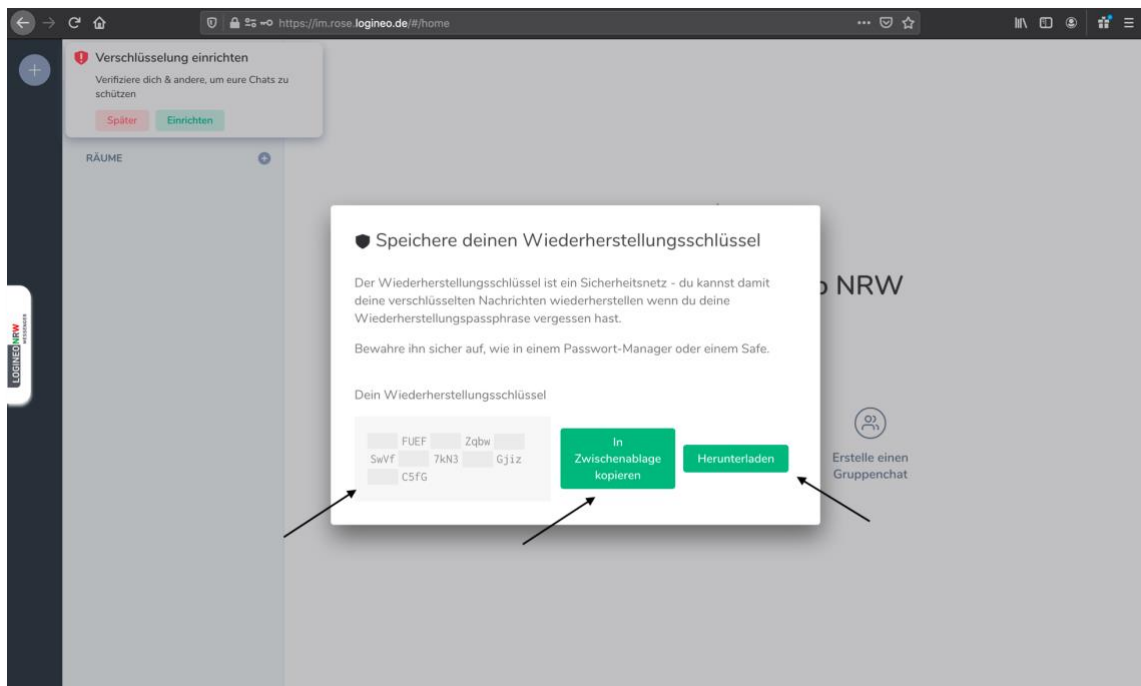 https://im.rose.logineo.de/#/home
Verschlüsselung einrichten
Verifiziere dich & andere, um eure Chats zu
schützen
Später
Einrichten
RÄUME
LOGINEO NRW
MESSENGER
Speichere deinen Wiederherstellungsschlüssel
Der Wiederherstellungsschlüssel ist ein Sicherheitsnetz - du kannst damit
deine verschlüsselten Nachrichten wiederherstellen wenn du deine
Wiederherstellungspassphrase vergessen hast.
Bewahre ihn sicher auf, wie in einem Passwort-Manager oder einem Safe.
Dein Wiederherstellungsschlüssel
FUEF Zqbw
SwVf 7kN3 Gjiz
C5fG
In
Zwischenablage
kopieren
Herunterladen
NRW
Erstelle einen
Gruppenchat